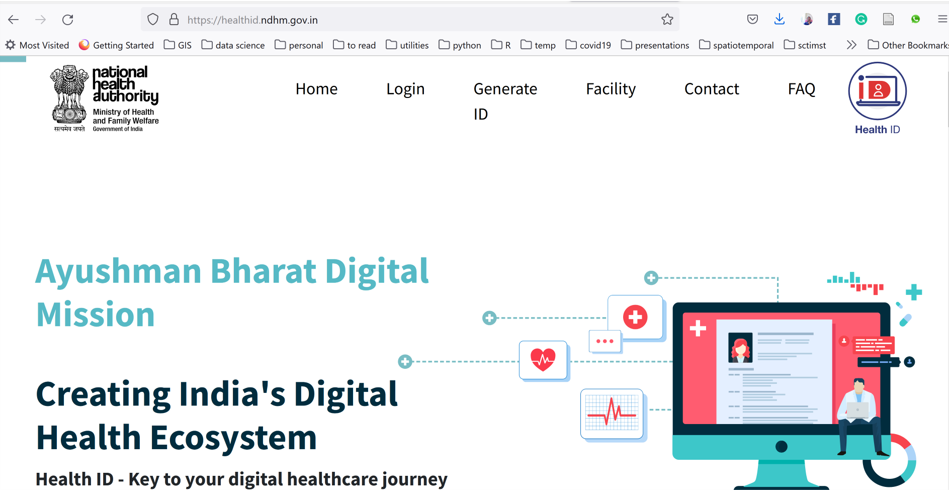 https://healthid.ndhm.gov.in
Most Visited Getting Started GIS data science personal to read utilities python R temp covid19 presentations spatiotemporal sctimst Other Bookmark
national
health
authority
Ministry of Health
and Family Welfare
Government of India
सत्यमेव जयते
Home Login Generate ID Facility Contact FAQ
Health ID
Ayushman Bharat Digital
Mission
Creating India's Digital
Health Ecosystem
Health ID - Key to your digital healthcare journey